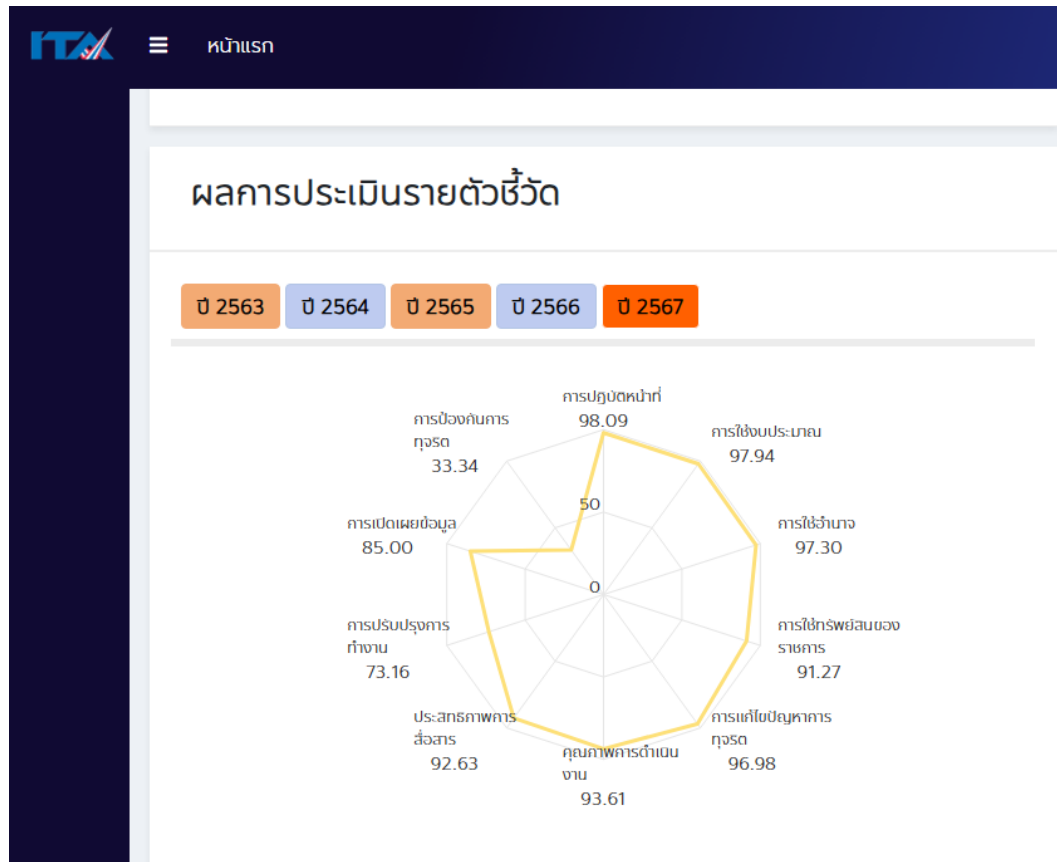 ITA
หน้าแรก
ผลการประเมินรายตัวชี้วัด
ปี 2563
ปี 2564
ปี 2565
ปี 2566
ปี 2567
การปฏิบัติหน้าที่
98.09
การใช้งบประมาณ
97.94
การใช้อำนาจ
97.30
การใช้ทรัพย์สินของ
ราชการ
91.27
การแก้ไขปัญหาการ
ทุจริต
96.98
คุณภาพการดำเนิน
งาน
93.61
ประสิทธิภาพการ
สื่อสาร
92.63
การปรับปรุงการ
ทำงาน
73.16
การเปิดเผยข้อมูล
85.00
การป้องกันการ
ทุจริต
33.34
50
0